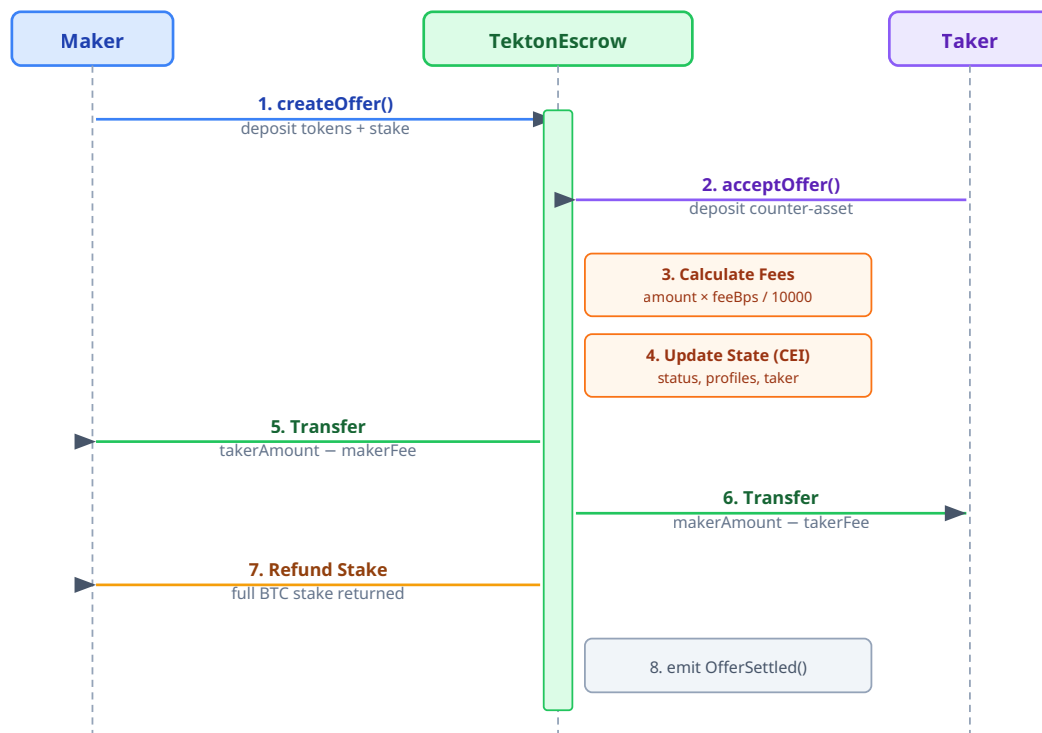 Maker
TektonEscrow
Taker
1. createOffer()
deposit tokens + stake
2. acceptOffer()
deposit counter-asset
3. Calculate Fees
amount × feeBps / 10000
4. Update State (CEI)
status, profiles, taker
5. Transfer
takerAmount − makerFee
6. Transfer
makerAmount − takerFee
7. Refund Stake
full BTC stake returned
8. emit OfferSettled()